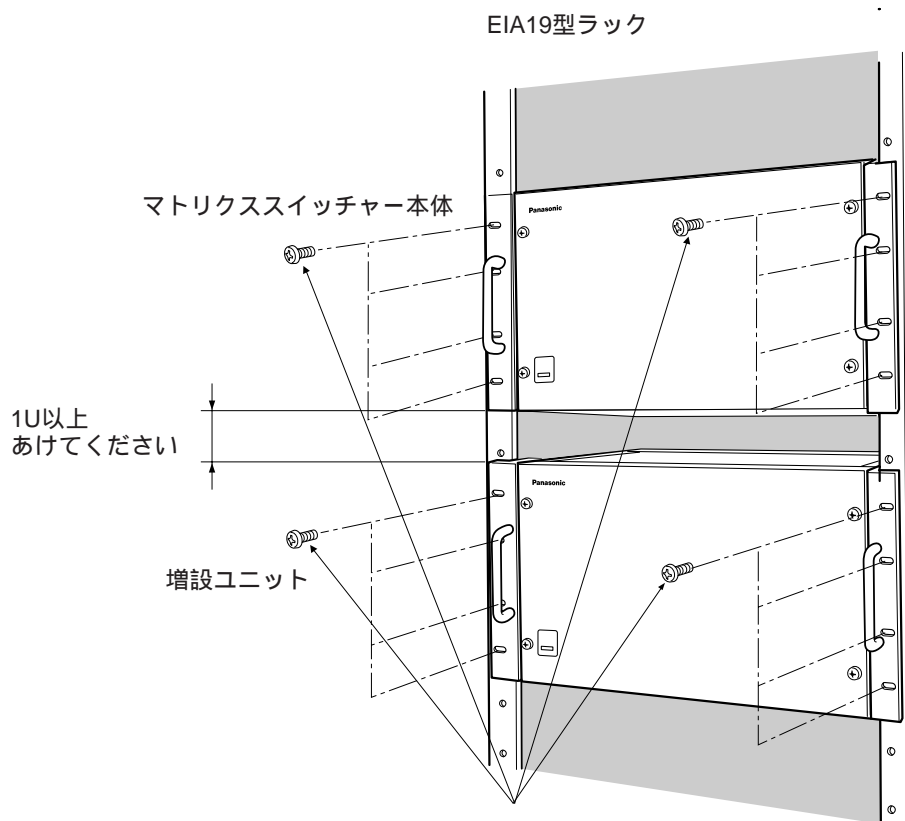 EIA19型ラック
マトリクススイッチャー本体
Panasonic
1U以上
あけてください
Panasonic
増設ユニット